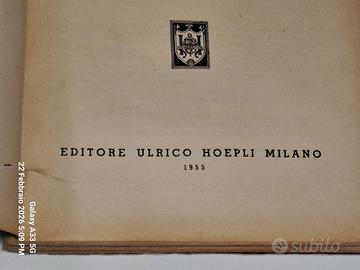 EDITORE ULRICO HOEPLI MILANO
1955
22 Febbraio 2026 5:09 PM
Galaxy A33 5G
subito